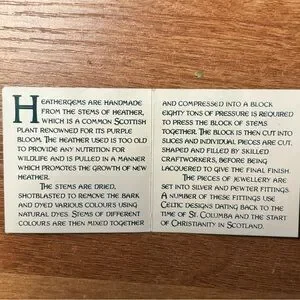 HEATHERGEMS ARE HANDMADE
FROM THE STEMS OF HEATHER,
WHICH IS A COMMON SCOTTISH
PLANT RENOWNED FOR ITS PURPLE
BLOOM. THE HEATHER USED IS TOO OLD
TO PROVIDE ANY NUTRITION FOR
WILDLIFE AND IS PULLED IN A MANNER
WHICH PROMOTES THE GROWTH OF NEW
HEATHER.
THE STEMS ARE DRIED,
SHOTBLASTED TO REMOVE THE BARK
AND DYED VARIOUS COLOURS USING
NATURAL DYES. STEMS OF DIFFERENT
COLOURS ARE THEN MIXED TOGETHER
AND COMPRESSED INTO A BLOCK
EIGHTY TONS OF PRESSURE IS REQUIRED
TO PRESS THE BLOCK OF STEMS
TOGETHER. THE BLOCK IS THEN CUT INTO
SLICES AND INDIVIDUAL PIECES ARE CUT,
SHAPED AND FILLED BY SKILLED
CRAFTWORKERS, BEFORE BEING
LACQUERED TO GIVE THE FINAL FINISH.
THE PIECES OF JEWELLERY ARE
SET INTO SILVER AND PEWTER FITTINGS.
A NUMBER OF THESE FITTINGS USE
CELTIC DESIGNS DATING BACK TO THE
TIME OF ST. COLUMBA AND THE START
OF CHRISTIANITY IN SCOTLAND.